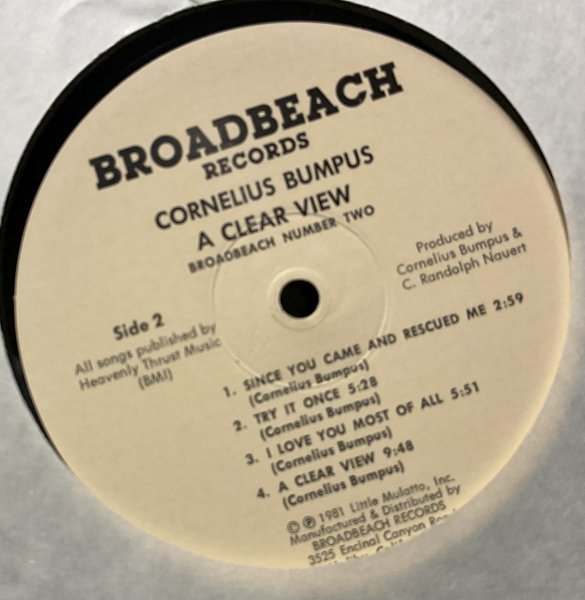 BROADBEACH
RECORDS
CORNELIUS BUMPUS
A CLEAR VIEW
BROADBEACH NUMBER TWO
Produced by
Cornelius Bumpus &
C. Randolph Nauert
Side 2
All songs published by
Heavenly Thrust Music
(BMI)
1. SINCE YOU CAME AND RESCUED ME 2:59
(Cornelius Bumpus)
2. TRY IT ONCE 5:28
(Cornelius Bumpus)
3. I LOVE YOU MOST OF ALL 5:51
(Cornelius Bumpus)
4. A CLEAR VIEW 9:48
(Cornelius Bumpus)
© ℗ 1981 Little Mulatto, Inc.
Manufactured & Distributed by
BROADBEACH RECORDS
3525 Encinal Canyon